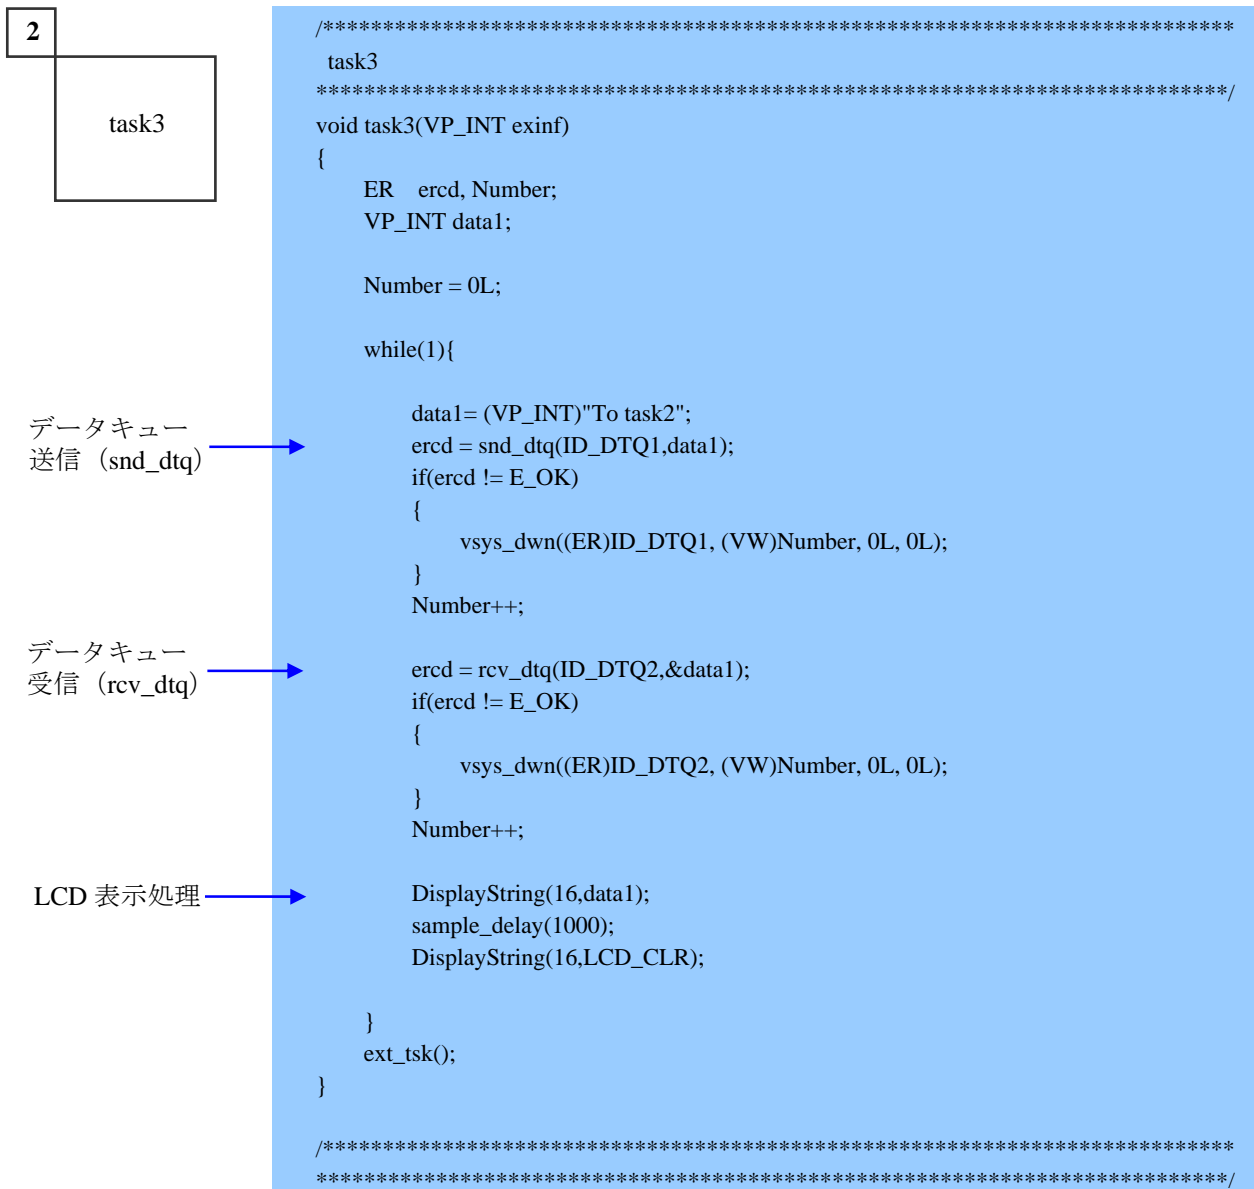 2
task3
/****************************************************************************
task3
****************************************************************************/
void task3(VP_INT exinf)
{
ER ercd, Number;
VP_INT data1;
Number = 0L;
while(1){
data1= (VP_INT)"To task2";
データキュー
送信（snd_dtq）
ercd = snd_dtq(ID_DTQ1,data1);
if(ercd != E_OK)
{
vsys_dwn((ER)ID_DTQ1, (VW)Number, 0L, 0L);
}
Number++;
データキュー
受信（rcv_dtq）
ercd = rcv_dtq(ID_DTQ2,&data1);
if(ercd != E_OK)
{
vsys_dwn((ER)ID_DTQ2, (VW)Number, 0L, 0L);
}
Number++;
LCD 表示処理
DisplayString(16,data1);
sample_delay(1000);
DisplayString(16,LCD_CLR);
}
ext_tsk();
}
/****************************************************************************
****************************************************************************/